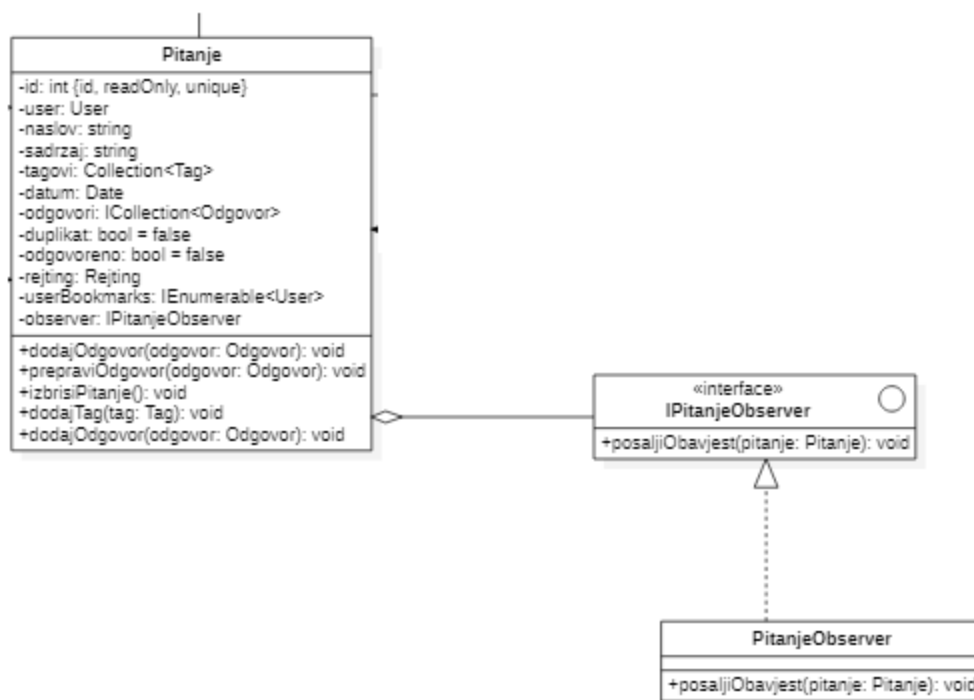 Pitanje
-id: int {id, readOnly, unique}
-user: User
-naslov: string
-sadrzaj: string
-tagovi: Collection<Tag>
-datum: Date
-odgovori: ICollection<Odgovor>
-duplikat: bool = false
-odgovoreno: bool = false
-rejting: Rejting
-userBookmarks: IEnumerable<User>
-observer: IPitanjeObserver
+dodajOdgovor(odgovor: Odgovor): void
+prepraviOdgovor(odgovor: Odgovor): void
+izbrisiPitanje(): void
+dodajTag(tag: Tag): void
+dodajOdgovor(odgovor: Odgovor): void
«interface»
IPitanjeObserver
+posaljiObavjest(pitanje: Pitanje): void
PitanjeObserver
+posaljiObavjest(pitanje: Pitanje): void